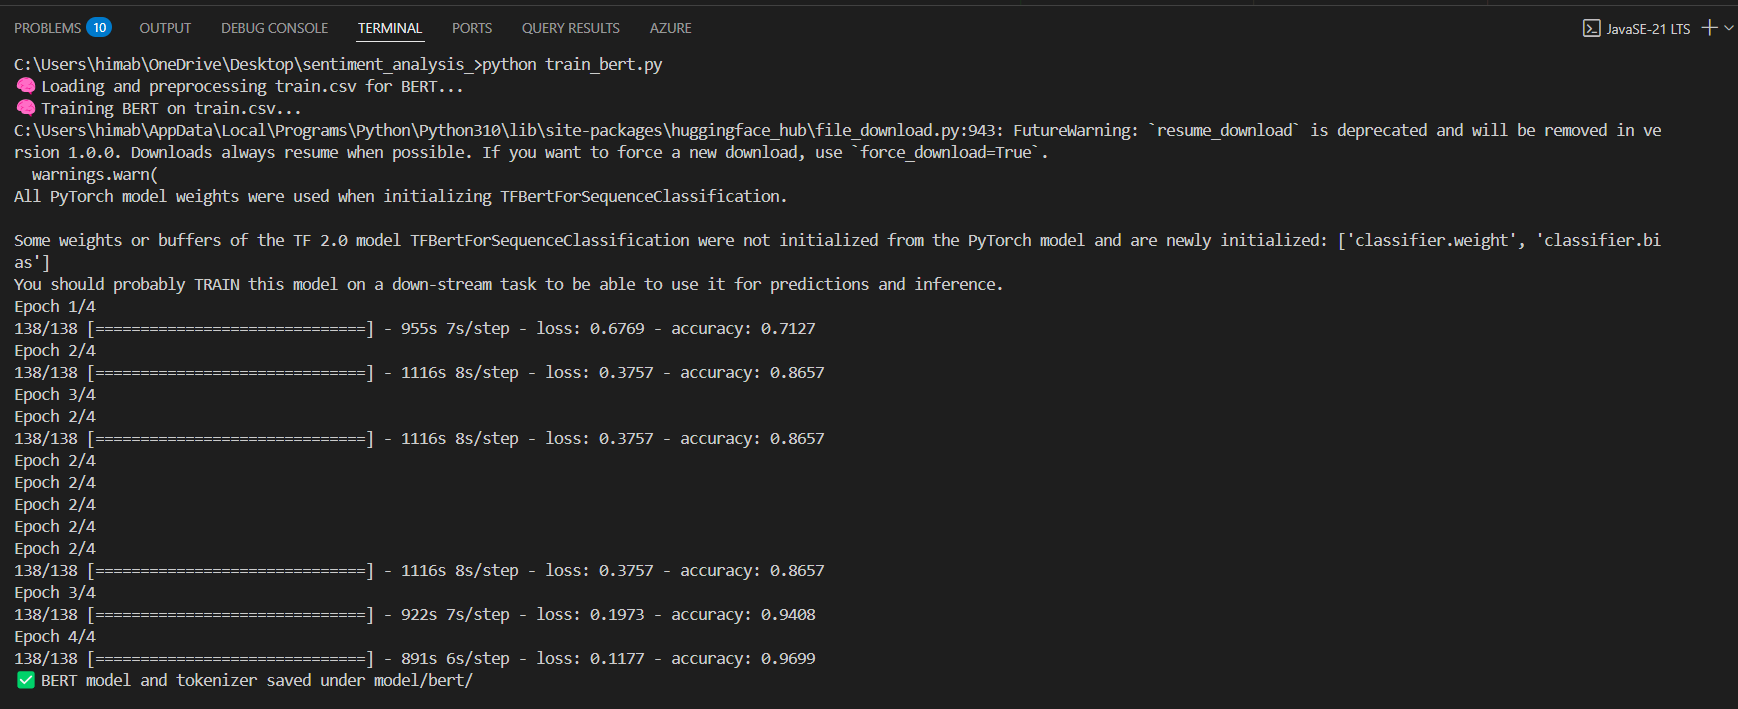 PROBLEMS 10 OUTPUT DEBUG CONSOLE TERMINAL PORTS QUERY RESULTS AZURE JavaSE-21 LTS
C:\Users\himab\OneDrive\Desktop\sentiment_analysis_>python train_bert.py
🧠 Loading and preprocessing train.csv for BERT...
🧠 Training BERT on train.csv...
C:\Users\himab\AppData\Local\Programs\Python\Python310\lib\site-packages\huggingface_hub\file_download.py:943: FutureWarning: `resume_download` is deprecated and will be removed in ve
rsion 1.0.0. Downloads always resume when possible. If you want to force a new download, use `force_download=True`.
  warnings.warn(
All PyTorch model weights were used when initializing TFBertForSequenceClassification.
Some weights or buffers of the TF 2.0 model TFBertForSequenceClassification were not initialized from the PyTorch model and are newly initialized: ['classifier.weight', 'classifier.bi
as']
You should probably TRAIN this model on a down-stream task to be able to use it for predictions and inference.
Epoch 1/4
138/138 [==============================] - 955s 7s/step - loss: 0.6769 - accuracy: 0.7127
Epoch 2/4
138/138 [==============================] - 1116s 8s/step - loss: 0.3757 - accuracy: 0.8657
Epoch 3/4
Epoch 2/4
138/138 [==============================] - 1116s 8s/step - loss: 0.3757 - accuracy: 0.8657
Epoch 2/4
Epoch 2/4
Epoch 2/4
Epoch 2/4
Epoch 2/4
138/138 [==============================] - 1116s 8s/step - loss: 0.3757 - accuracy: 0.8657
Epoch 3/4
138/138 [==============================] - 922s 7s/step - loss: 0.1973 - accuracy: 0.9408
Epoch 4/4
138/138 [==============================] - 891s 6s/step - loss: 0.1177 - accuracy: 0.9699
✅ BERT model and tokenizer saved under model/bert/